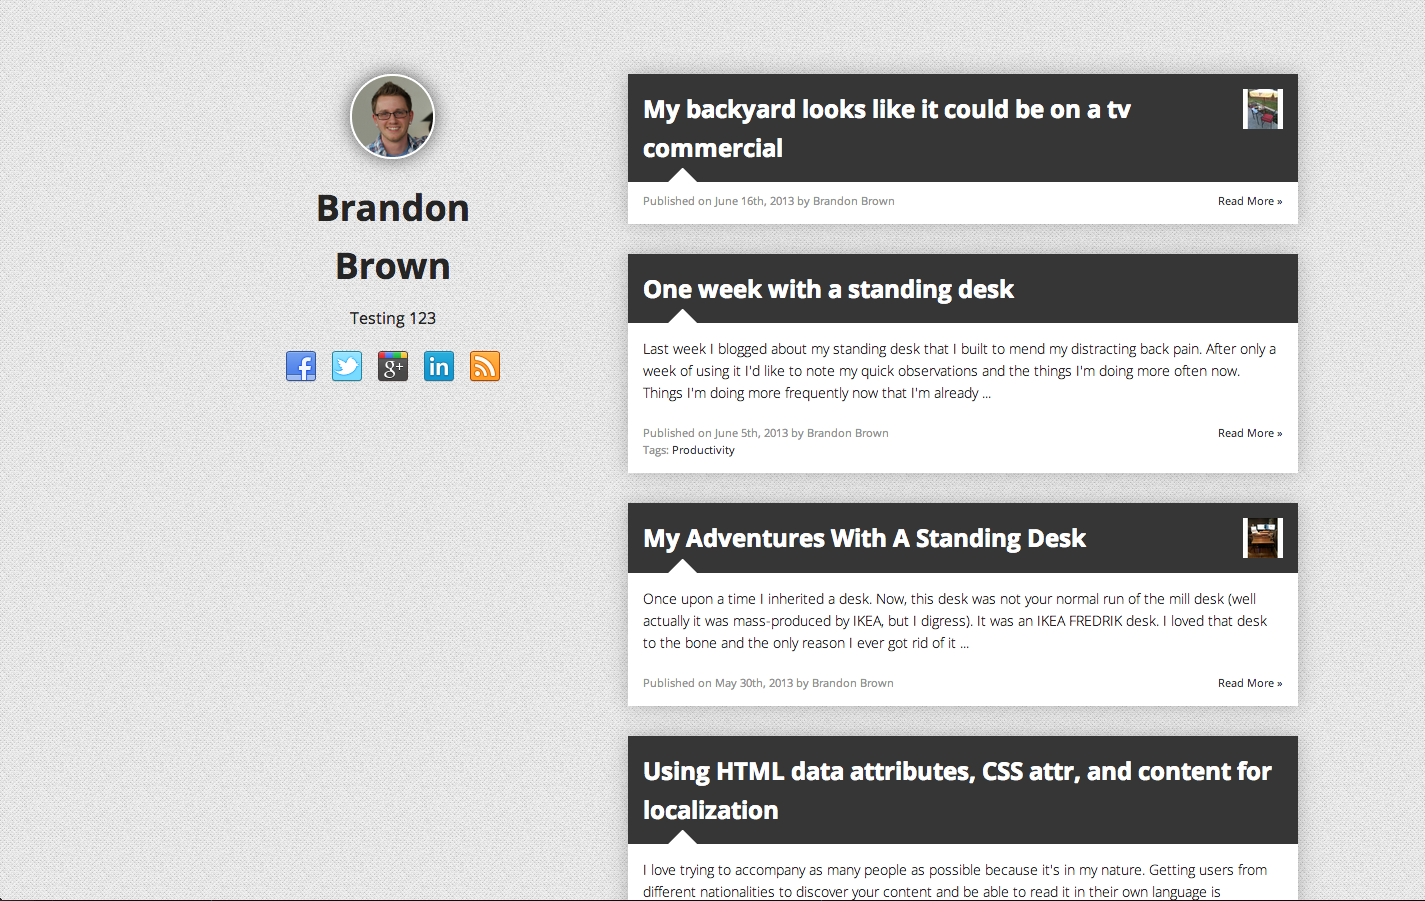 Brandon
Brown
Testing 123
My backyard looks like it could be on a tv
commercial
Published on June 16th, 2013 by Brandon Brown
Read More »
One week with a standing desk
Last week I blogged about my standing desk that I built to mend my distracting back pain. After only a
week of using it I'd like to note my quick observations and the things I'm doing more often now.
Things I'm doing more frequently now that I'm already ...
Published on June 5th, 2013 by Brandon Brown
Read More »
Tags: Productivity
My Adventures With A Standing Desk
Once upon a time I inherited a desk. Now, this desk was not your normal run of the mill desk (well
actually it was mass-produced by IKEA, but I digress). It was an IKEA FREDRIK desk. I loved that desk
to the bone and the only reason I ever got rid of it ...
Published on May 30th, 2013 by Brandon Brown
Read More »
Using HTML data attributes, CSS attr, and content for
localization
I love trying to accompany as many people as possible because it's in my nature. Getting users from
different nationalities to discover your content and be able to read it in their own language is